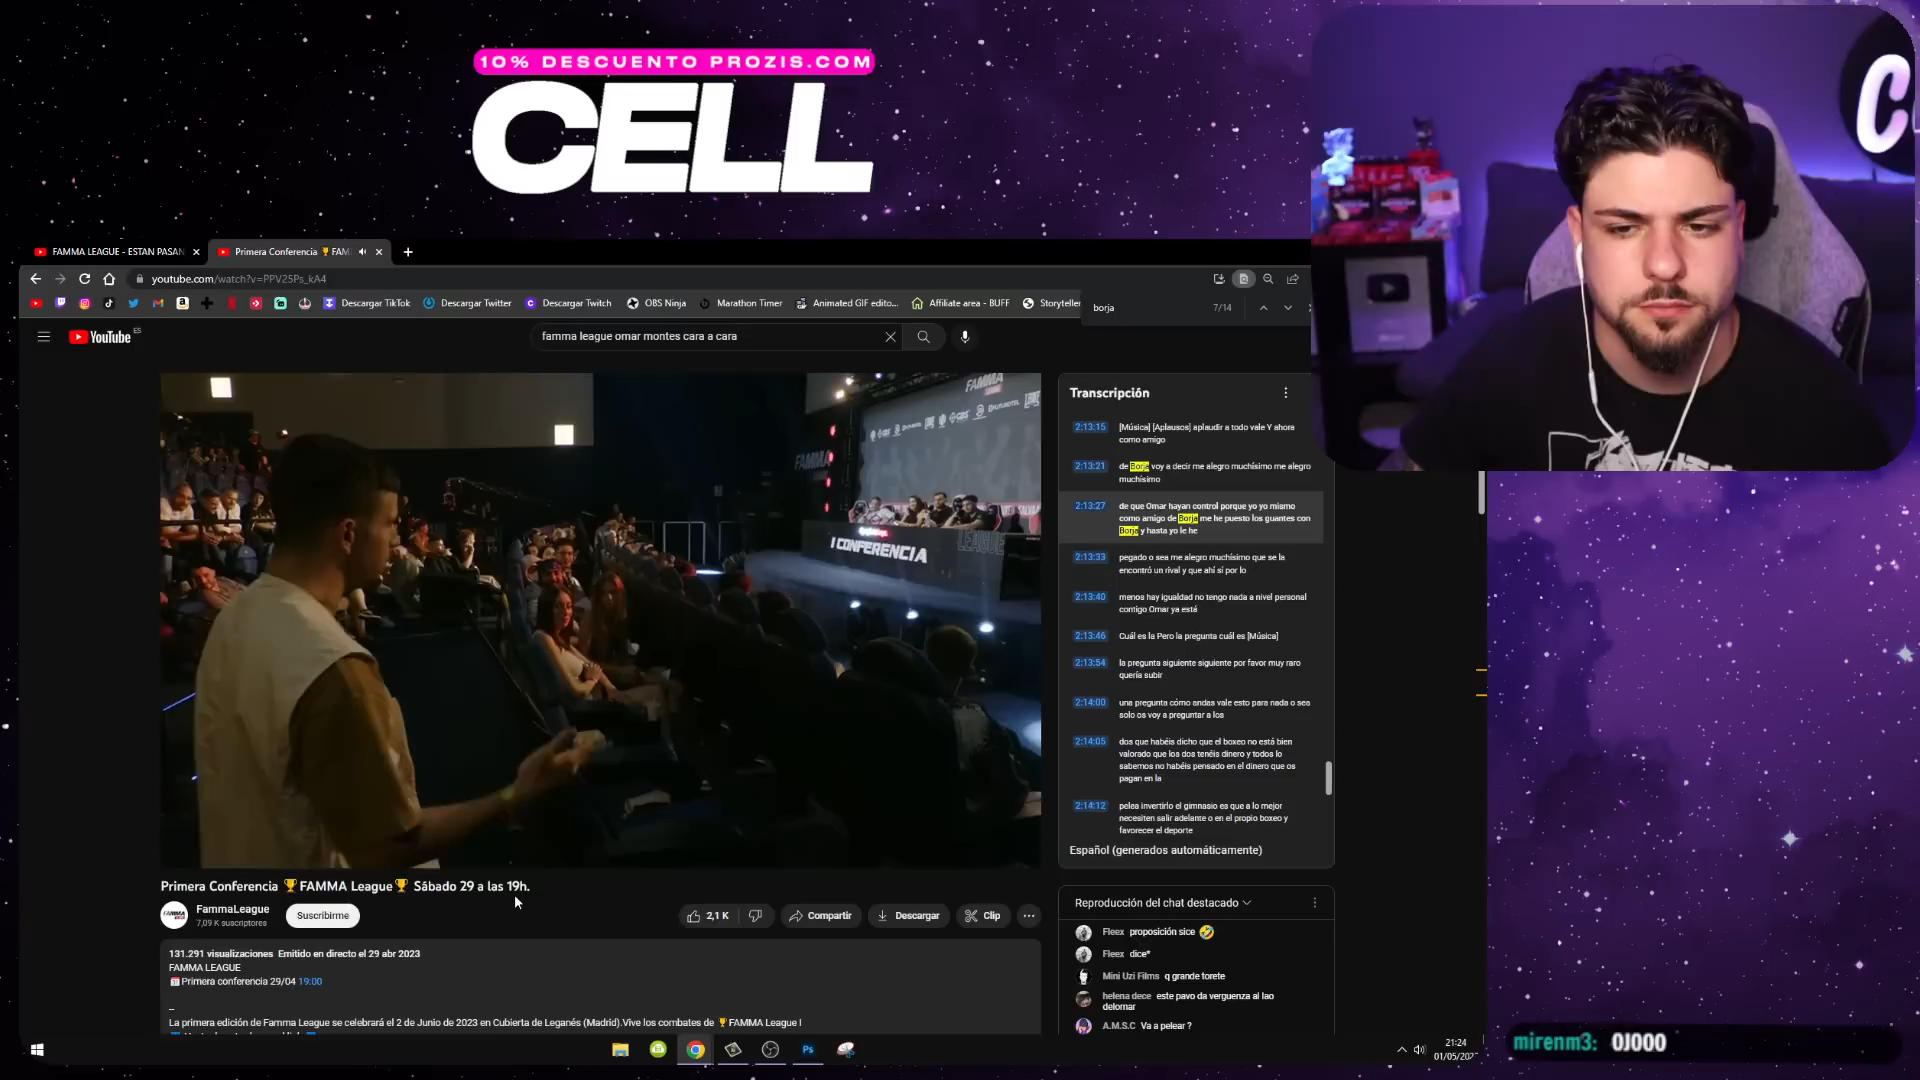 10% DESCUENTO PROZIS.COM
CELL
FAMMA LEAGUE - ESTAN PASAN
Primera Conferencia 🏆FAM
youtube.com/watch?v=PPV25Ps_kA4
Descargar TikTok
Descargar Twitter
Descargar Twitch
OBS Ninja
Marathon Timer
Animated GIF edito...
Affiliate area - BUFF
Storyteller
borja
7/14
YouTube ES
famma league omar montes cara a cara
FAMMA
I CONFERENCIA
LEAGUE
Transcripción
2:13:15 [Música] [Aplausos] aplaudir a todo vale Y ahora
como amigo
2:13:21 de Borja voy a decir me alegro muchísimo me alegro
muchísimo
2:13:27 de que Omar hayan control porque yo yo mismo
como amigo de Borja me he puesto los guantes con
Borja y hasta yo le he
2:13:33 pegado o sea me alegro muchísimo que se la
encontró un rival y que ahí sí por lo
2:13:40 menos hay igualdad no tengo nada a nivel personal
contigo Omar ya está
2:13:46 Cuál es la Pero la pregunta cuál es [Música]
2:13:54 la pregunta siguiente siguiente por favor muy raro
quería subir
2:14:00 una pregunta cómo andas vale esto para nada o sea
solo os voy a preguntar a los
2:14:05 dos que habéis dicho que el boxeo no está bien
valorado que los dos tenéis dinero y todos lo
sabemos no habéis pensado en el dinero que os
pagan en la
2:14:12 pelea invertirlo el gimnasio es que a lo mejor
necesiten salir adelante o en el propio boxeo y
favorecer el deporte
Español (generados automáticamente)
Primera Conferencia 🏆FAMMA League🏆 Sábado 29 a las 19h.
FammaLeague
7,09 K suscriptores
Suscribirme
2,1 K
Compartir
Descargar
Clip
131.291 visualizaciones Emitido en directo el 29 abr 2023
FAMMA LEAGUE
Primera conferencia 29/04 19:00
--
La primera edición de Famma League se celebrará el 2 de Junio de 2023 en Cubierta de Leganés (Madrid).Vive los combates de 🏆FAMMA League !
Reproducción del chat destacado
Fleex proposición sice 🤣
Fleex dice*
Mini Uzi Films q grande torete
helena dece este pavo da verguenza al lao
delomar
A.M.S.C Va a pelear ?
Ps
21:24
01/05/202
mirenm3: OJOOO